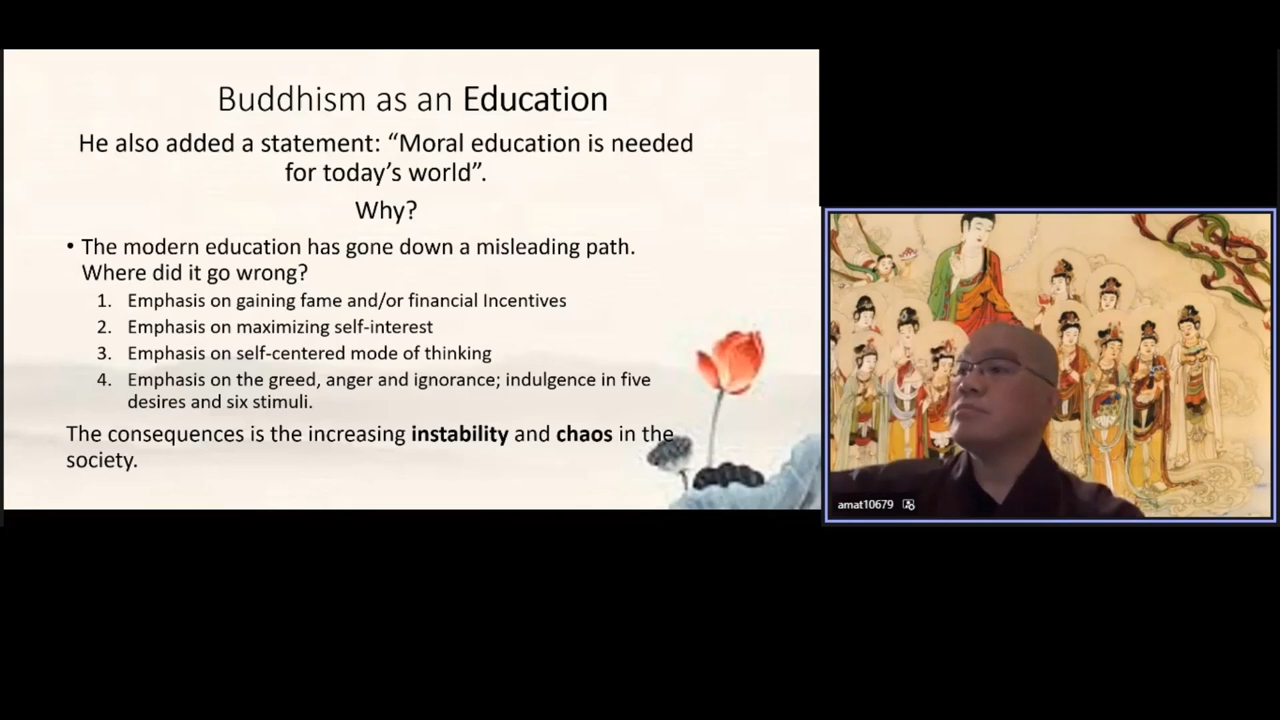 Buddhism as an Education
He also added a statement: “Moral education is needed
for today’s world”.
Why?
• The modern education has gone down a misleading path.
Where did it go wrong?
1. Emphasis on gaining fame and/or financial Incentives
2. Emphasis on maximizing self-interest
3. Emphasis on self-centered mode of thinking
4. Emphasis on the greed, anger and ignorance; indulgence in five
desires and six stimuli.
The consequences is the increasing instability and chaos in the
society.
amat10679